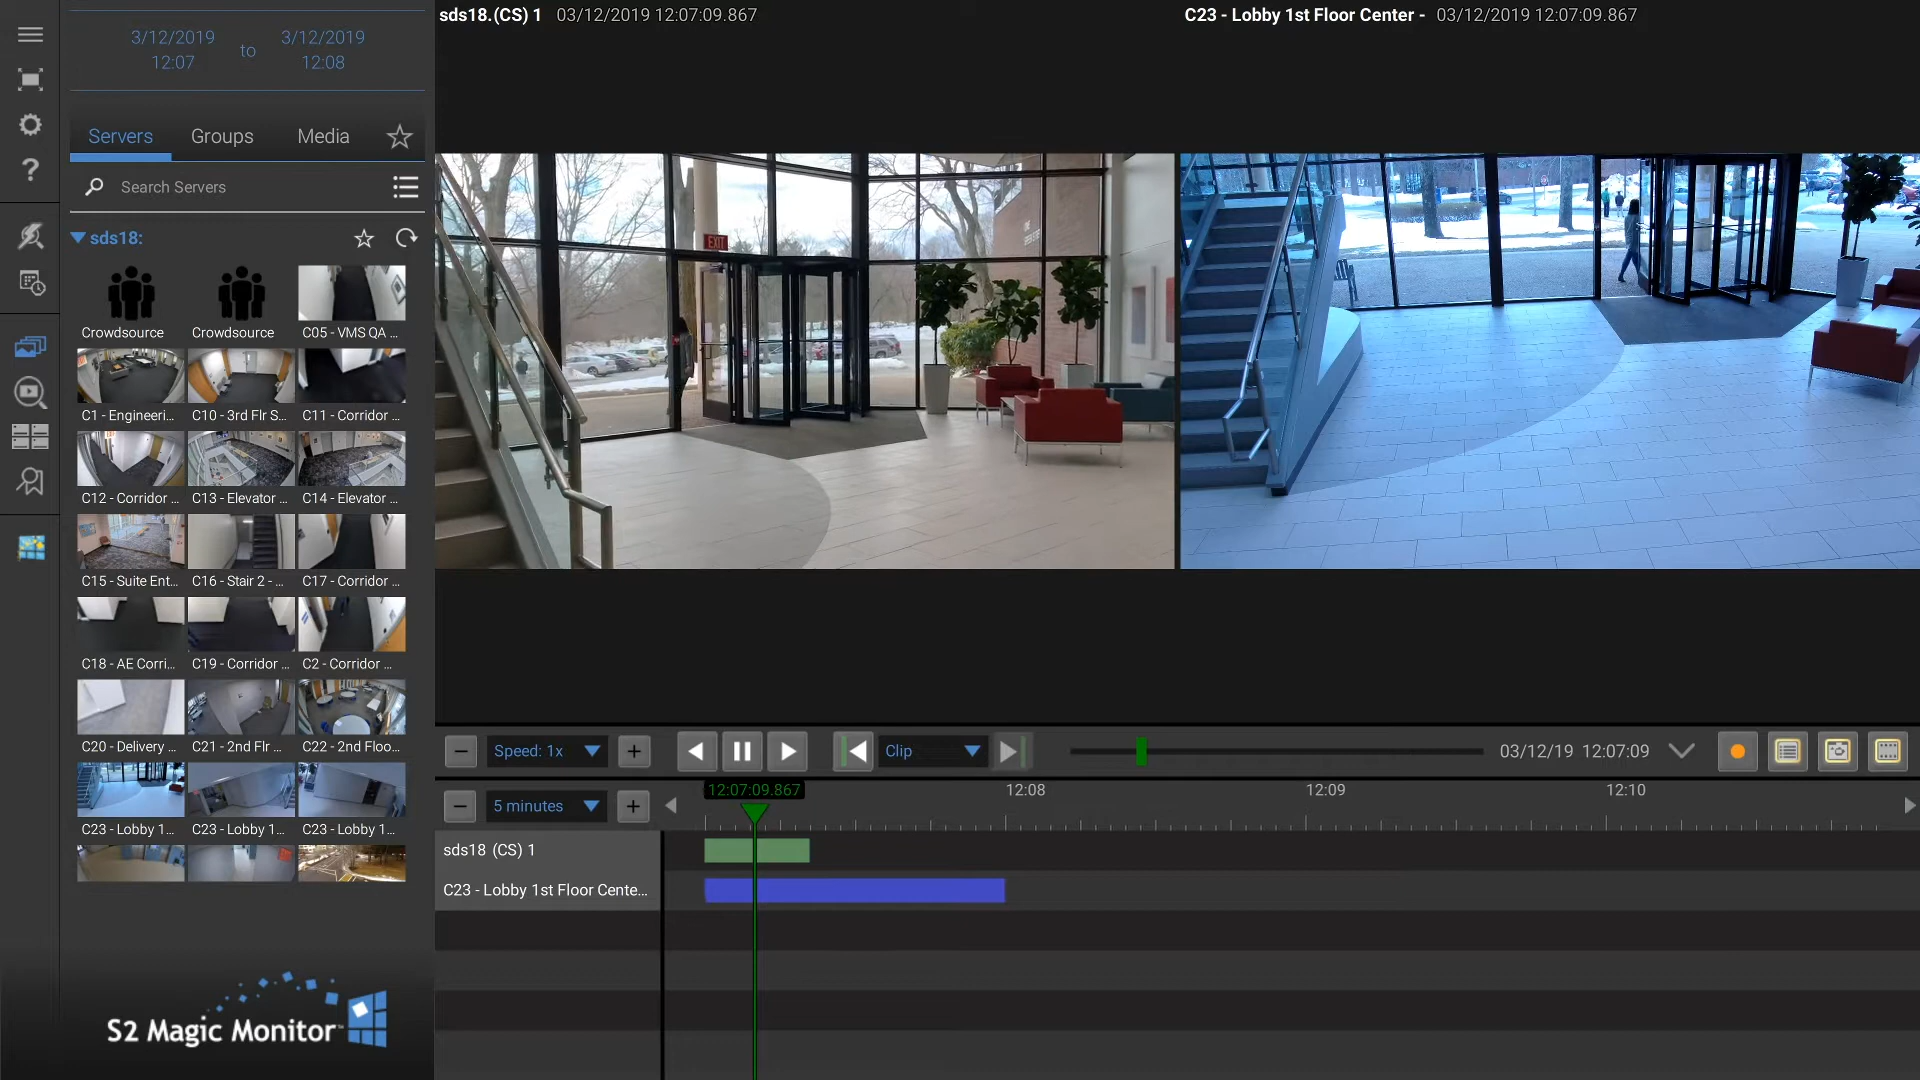 3/12/2019
12:07
to
3/12/2019
12:08
Servers
Groups
Media
Search Servers
sds18:
Crowdsource
Crowdsource
C05 - VMS QA ...
C1 - Engineeri...
C10 - 3rd Flr S...
C11 - Corridor ...
C12 - Corridor ...
C13 - Elevator ...
C14 - Elevator ...
C15 - Suite Ent...
C16 - Stair 2 - ...
C17 - Corridor ...
C18 - AE Corri...
C19 - Corridor ...
C2 - Corridor ...
C20 - Delivery ...
C21 - 2nd Flr ...
C22 - 2nd Floo...
C23 - Lobby 1...
C23 - Lobby 1...
C23 - Lobby 1...
S2 Magic Monitor™
sds18.(CS) 1 03/12/2019 12:07:09.867
C23 - Lobby 1st Floor Center - 03/12/2019 12:07:09.867
EXIT
Speed: 1x
Clip
03/12/19 12:07:09
5 minutes
12:07:09.867
12:08
12:09
12:10
sds18 (CS) 1
C23 - Lobby 1st Floor Cente...